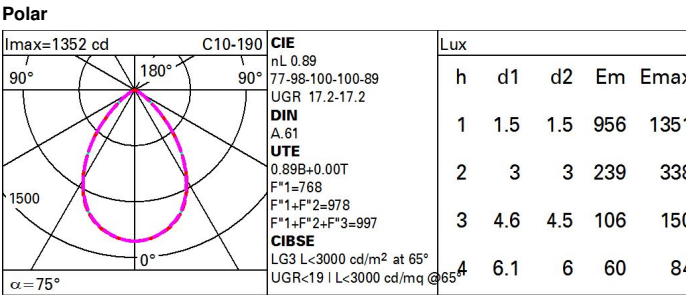 Polar
Imax=1352 cd
C10-190
90°
180°
90°
1500
0°
α=75°
CIE
nL 0.89
77-98-100-100-89
UGR 17.2-17.2
DIN
A.61
UTE
0.89B+0.00T
F"1=768
F"1+F"2=978
F"1+F"2+F"3=997
CIBSE
LG3 L<3000 cd/m² at 65°
UGR<19 | L<3000 cd/mq @65°
Lux
h d1 d2 Em Emax
1 1.5 1.5 956 1351
2 3 3 239 338
3 4.6 4.5 106 150
4 6.1 6 60 84